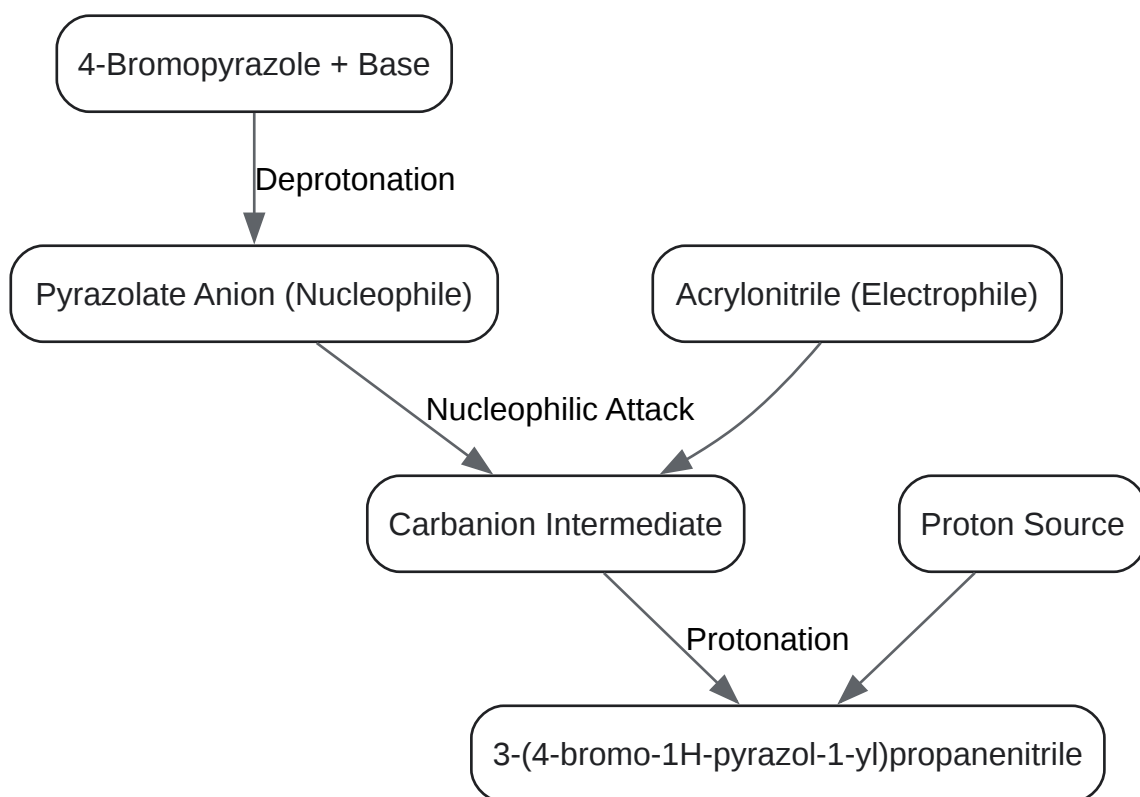 4-Bromopyrazole + Base
Deprotonation
Pyrazolate Anion (Nucleophile)
Acrylonitrile (Electrophile)
Nucleophilic Attack
Carbanion Intermediate
Proton Source
Protonation
3-(4-bromo-1H-pyrazol-1-yl)propanenitrile